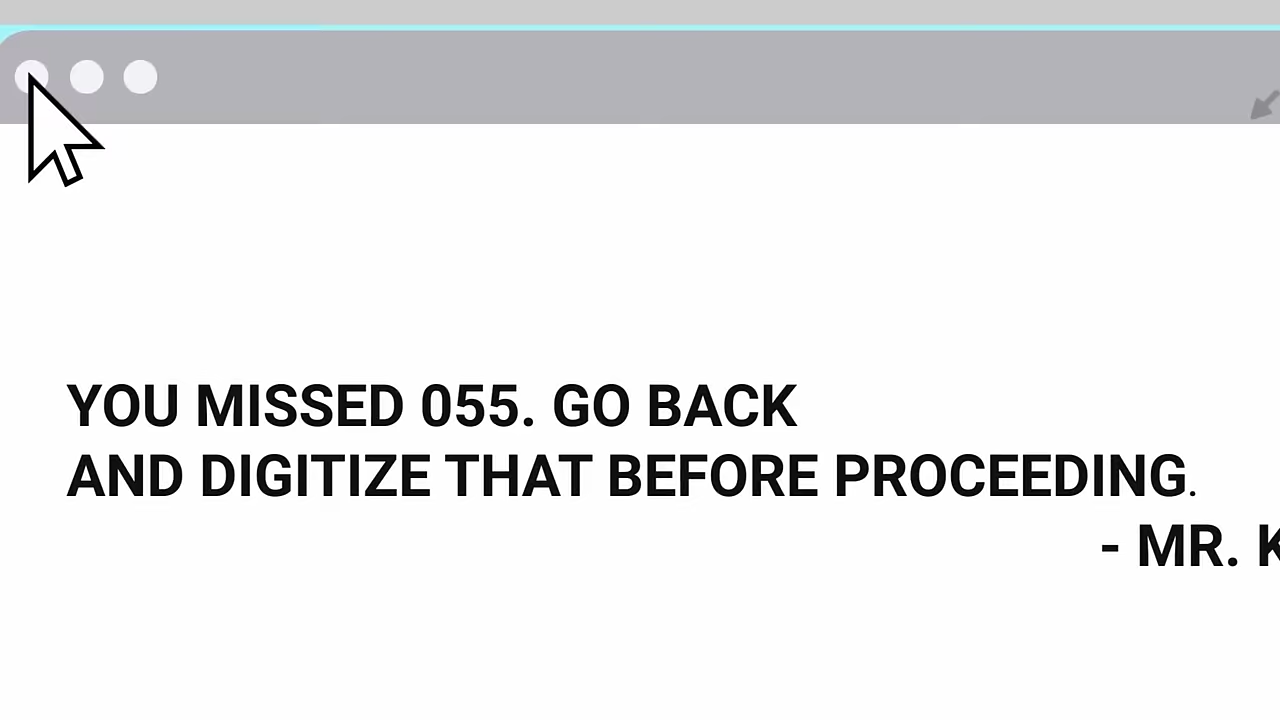 YOU MISSED 055. GO BACK
AND DIGITIZE THAT BEFORE PROCEEDING.
- MR. K